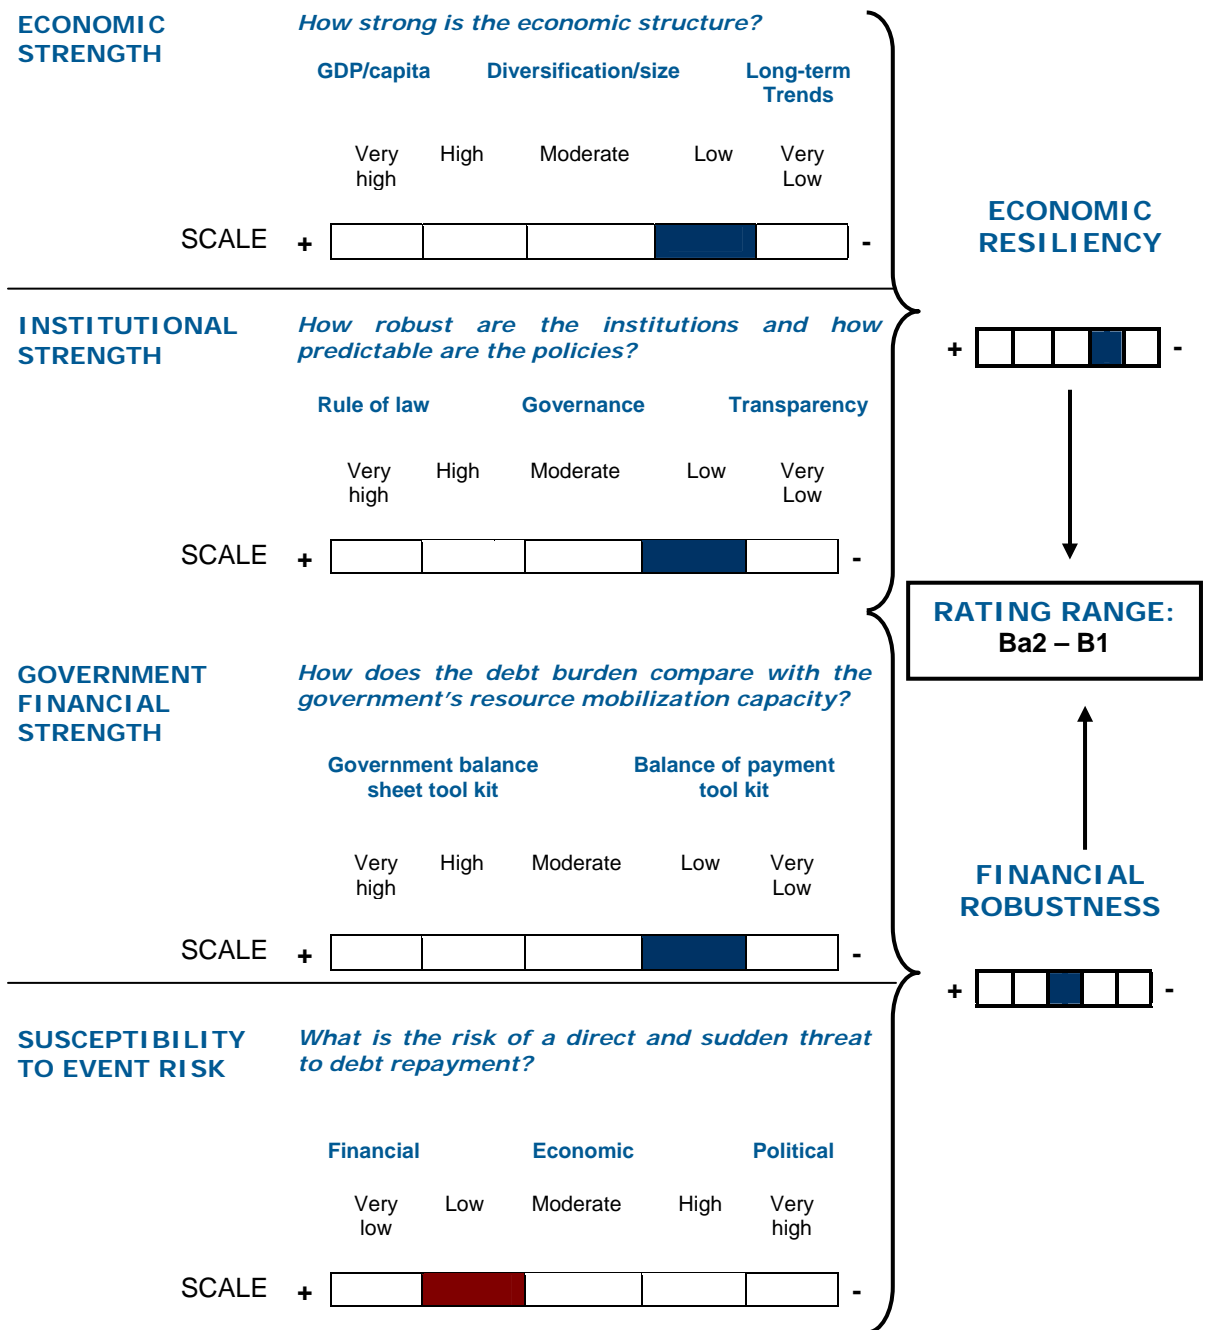 ECONOMIC
STRENGTH
How strong is the economic structure?
GDP/capita Diversification/size Long-term
Trends
Very High Moderate Low Very
high Low
SCALE + -
ECONOMIC
RESILIENCY
+ -
INSTITUTIONAL
STRENGTH
How robust are the institutions and how
predictable are the policies?
Rule of law Governance Transparency
Very High Moderate Low Very
high Low
SCALE + -
RATING RANGE:
Ba2 – B1
GOVERNMENT
FINANCIAL
STRENGTH
How does the debt burden compare with the
government's resource mobilization capacity?
Government balance Balance of payment
sheet tool kit tool kit
Very High Moderate Low Very
high Low
SCALE + -
FINANCIAL
ROBUSTNESS
+ -
SUSCEPTIBILITY
TO EVENT RISK
What is the risk of a direct and sudden threat
to debt repayment?
Financial Economic Political
Very Low Moderate High Very
low high
SCALE + -